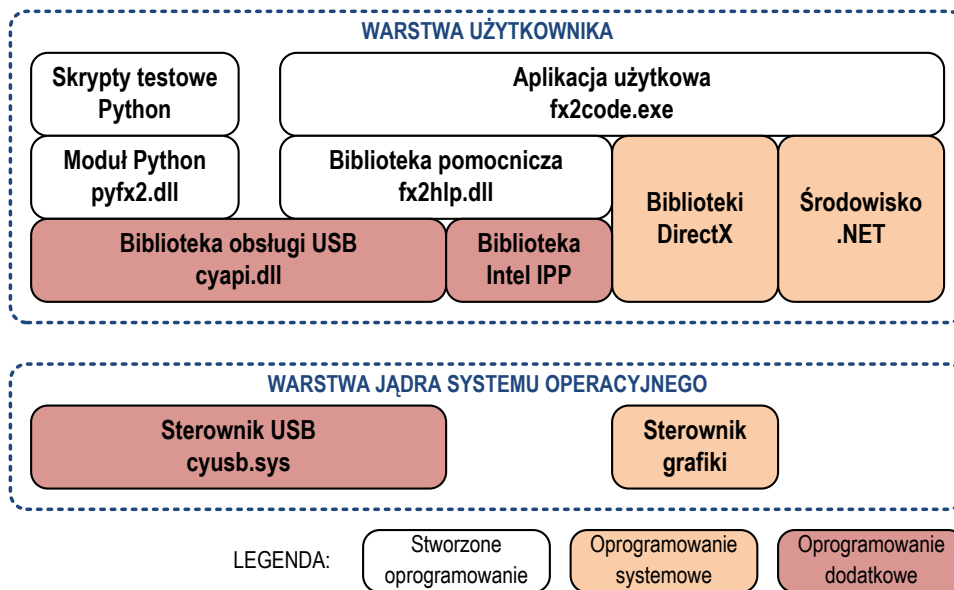 WARSTWA UŻYTKOWNIKA
Skrypty testowe
Python
Aplikacja użytkowa
fx2code.exe
Moduł Python
pyfx2.dll
Biblioteka pomocnicza
fx2hlp.dll
Biblioteki
DirectX
Środowisko
.NET
Biblioteka obsługi USB
cyapi.dll
Biblioteka
Intel IPP
WARSTWA JĄDRA SYSTEMU OPERACYJNEGO
Sterownik USB
cyusb.sys
Sterownik
grafiki
LEGENDA:
Stworzone
oprogramowanie
Oprogramowanie
systemowe
Oprogramowanie
dodatkowe